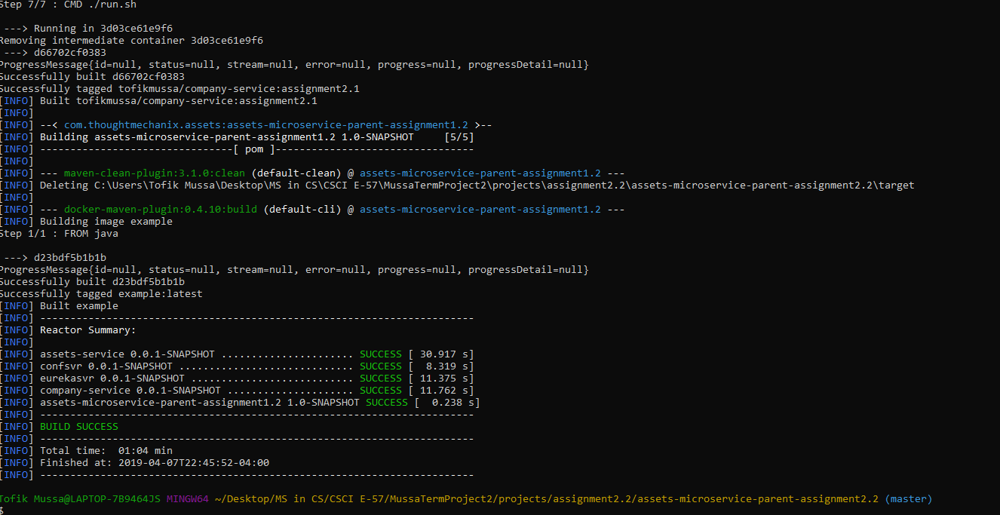 Step 7/7 : CMD ./run.sh
---> Running in 3d03ce61e9f6
Removing intermediate container 3d03ce61e9f6
---> d66702cf0383
ProgressMessage{id=null, status=null, stream=null, error=null, progress=null, progressDetail=null}
Successfully built d66702cf0383
Successfully tagged tofikmussa/company-service:assignment2.1
[INFO] Built tofikmussa/company-service:assignment2.1
[INFO]
[INFO] --< com.thoughtmechanix.assets:assets-microservice-parent-assignment1.2 >--
[INFO] Building assets-microservice-parent-assignment1.2 1.0-SNAPSHOT     [5/5]
[INFO] --------------------------------[ pom ]---------------------------------
[INFO]
[INFO] --- maven-clean-plugin:3.1.0:clean (default-clean) @ assets-microservice-parent-assignment1.2 ---
[INFO] Deleting C:\Users\Tofik Mussa\Desktop\MS in CS\CSCI E-57\MussaTermProject2\projects\assignment2.2\assets-microservice-parent-assignment2.2\target
[INFO]
[INFO] --- docker-maven-plugin:0.4.10:build (default-cli) @ assets-microservice-parent-assignment1.2 ---
[INFO] Building image example
Step 1/1 : FROM java
---> d23bdf5b1b1b
ProgressMessage{id=null, status=null, stream=null, error=null, progress=null, progressDetail=null}
Successfully built d23bdf5b1b1b
Successfully tagged example:latest
[INFO] Built example
[INFO] ------------------------------------------------------------------------
[INFO] Reactor Summary:
[INFO]
[INFO] assets-service 0.0.1-SNAPSHOT ...................... SUCCESS [ 30.917 s]
[INFO] confsvr 0.0.1-SNAPSHOT ............................. SUCCESS [  8.319 s]
[INFO] eurekasvr 0.0.1-SNAPSHOT ........................... SUCCESS [ 11.375 s]
[INFO] company-service 0.0.1-SNAPSHOT ..................... SUCCESS [ 11.762 s]
[INFO] assets-microservice-parent-assignment1.2 1.0-SNAPSHOT SUCCESS [  0.238 s]
[INFO] ------------------------------------------------------------------------
[INFO] BUILD SUCCESS
[INFO] ------------------------------------------------------------------------
[INFO] Total time:  01:04 min
[INFO] Finished at: 2019-04-07T22:45:52-04:00
[INFO] ------------------------------------------------------------------------
Tofik Mussa@LAPTOP-7B9464JS MINGW64 ~/Desktop/MS in CS/CSCI E-57/MussaTermProject2/projects/assignment2.2/assets-microservice-parent-assignment2.2 (master)
$